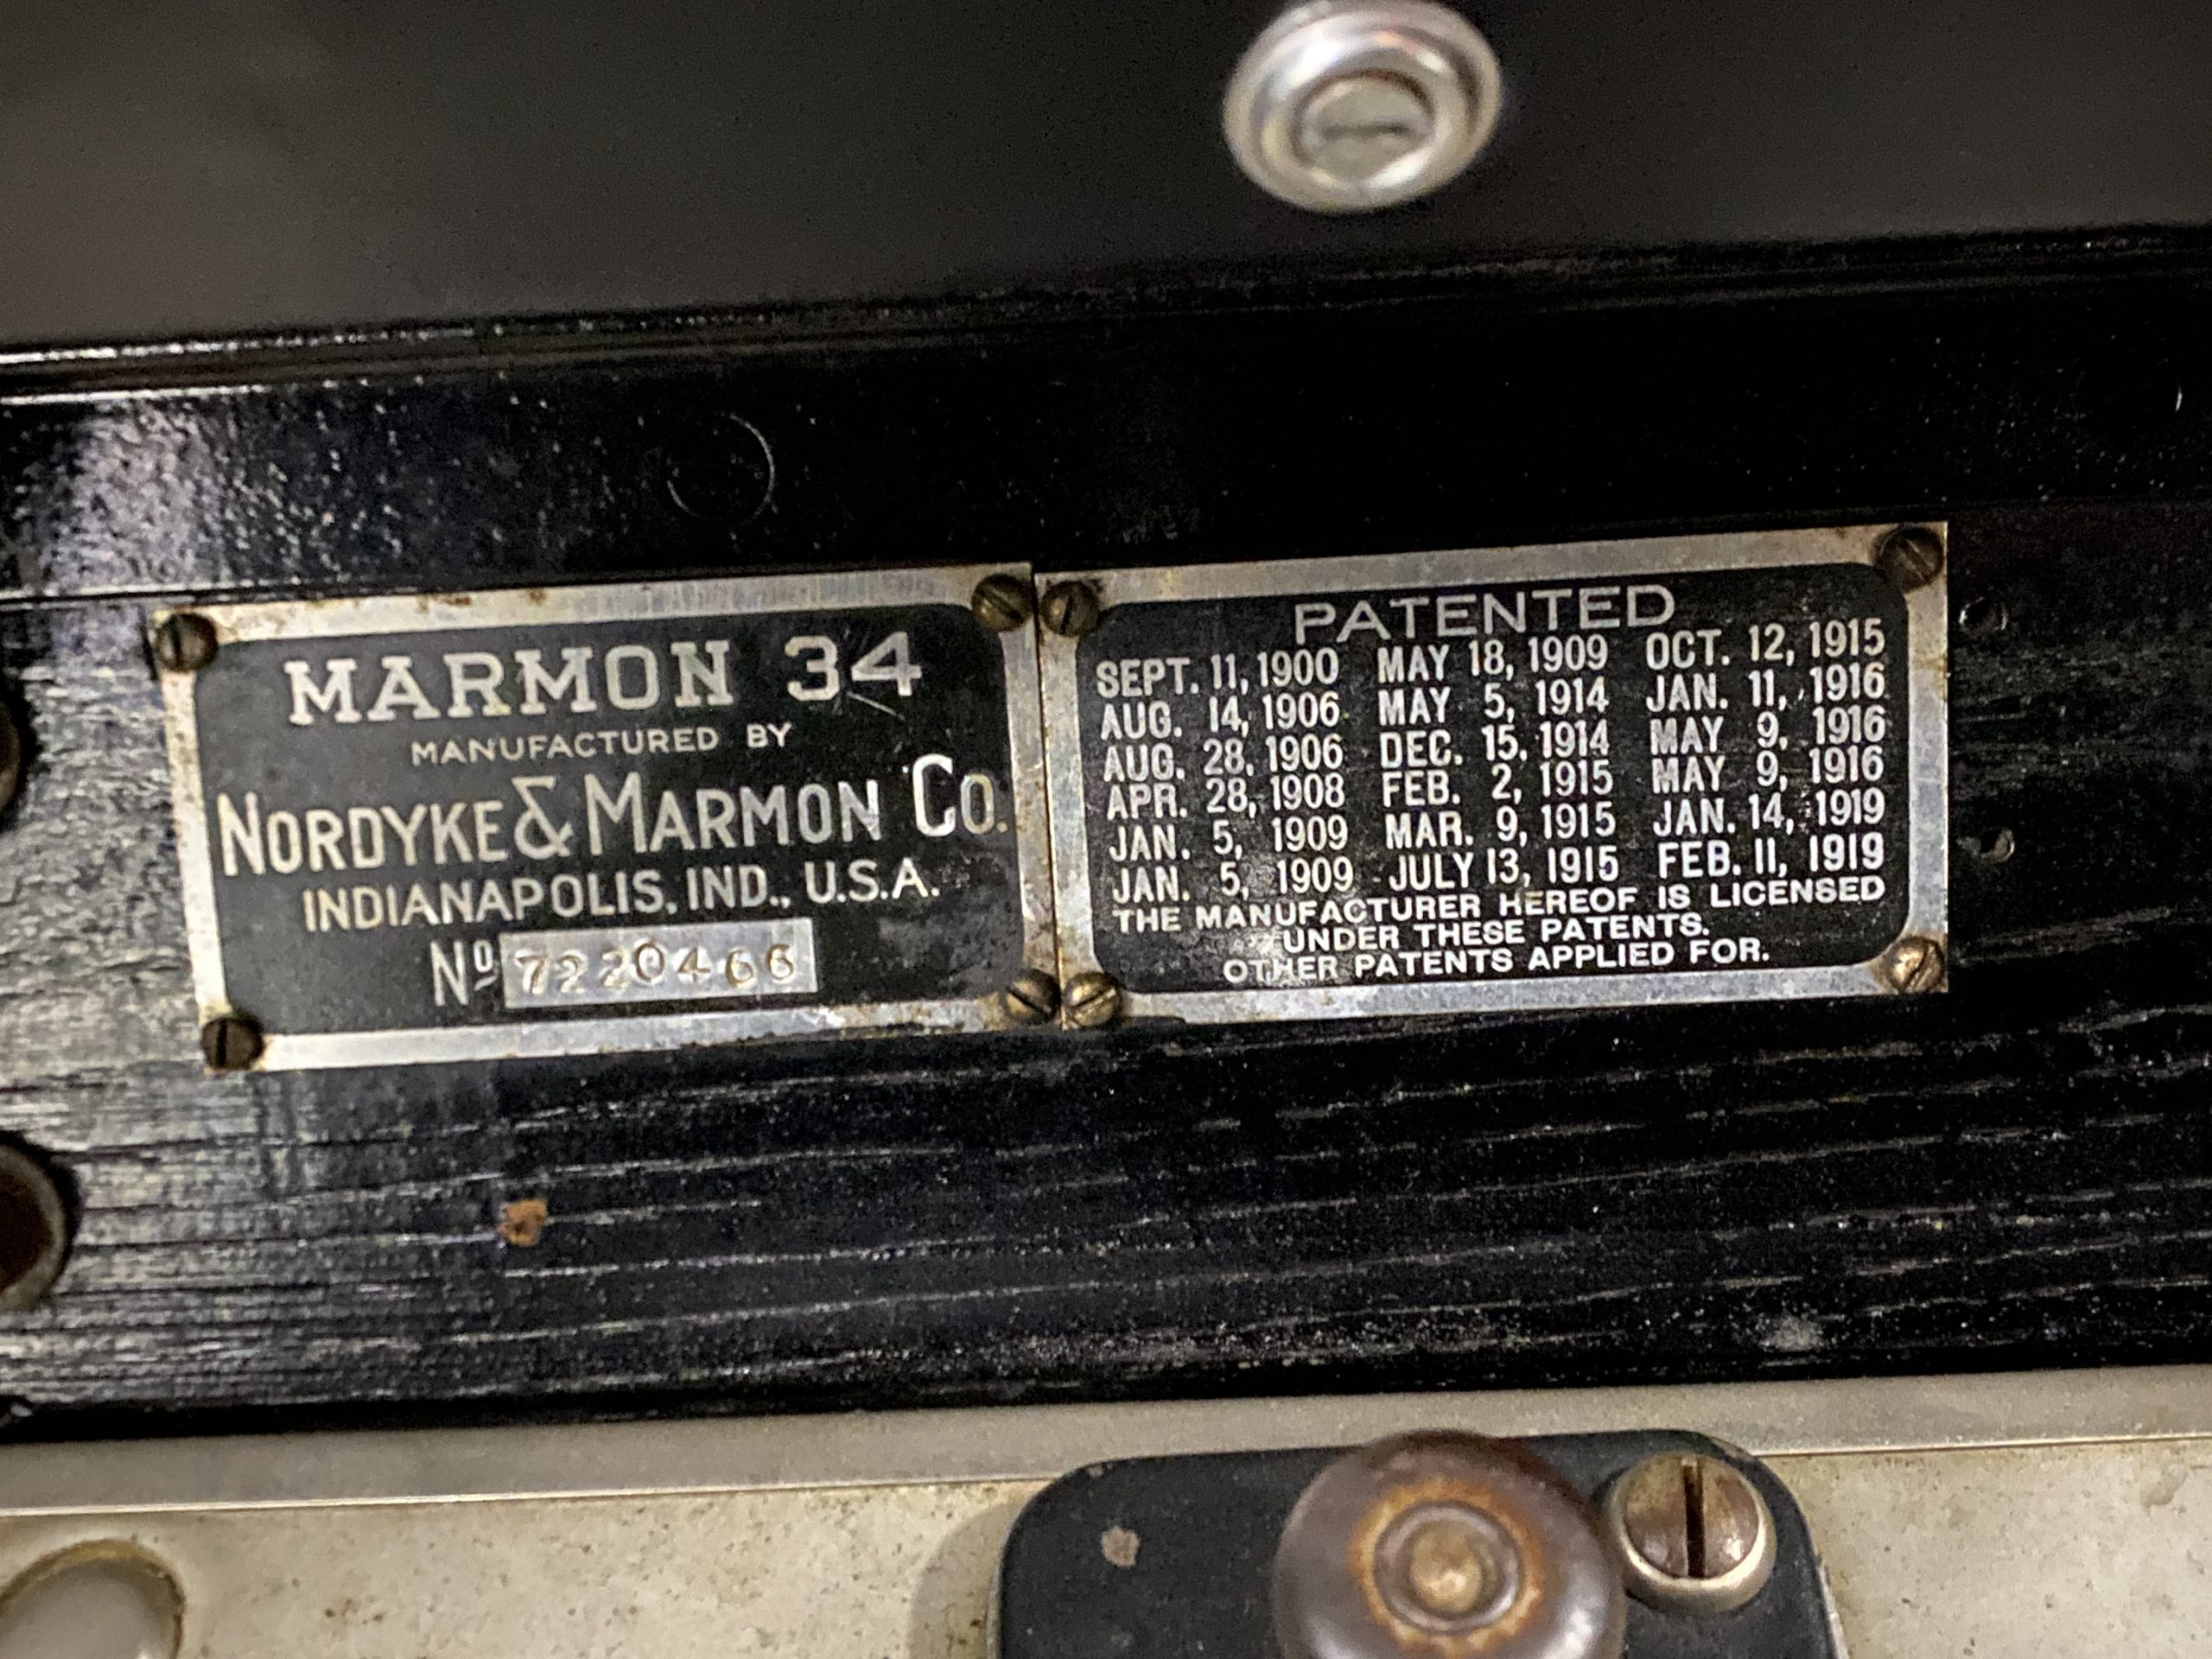 MARMON 34
MANUFACTURED BY
NORDYKE & MARMON CO.
INDIANAPOLIS, IND., U.S.A.
No 7220466
PATENTED
SEPT. 11, 1900 MAY 18, 1909 OCT. 12, 1915
AUG. 14, 1906 MAY 5, 1914 JAN. 11, 1916
AUG. 28, 1906 DEC. 15, 1914 MAY 9, 1916
APR. 28, 1908 FEB. 2, 1915 MAY 9, 1916
JAN. 5, 1909 MAR. 9, 1915 JAN. 14, 1919
JAN. 5, 1909 JULY 13, 1915 FEB. 11, 1919
THE MANUFACTURER HEREOF IS LICENSED
UNDER THESE PATENTS.
OTHER PATENTS APPLIED FOR.